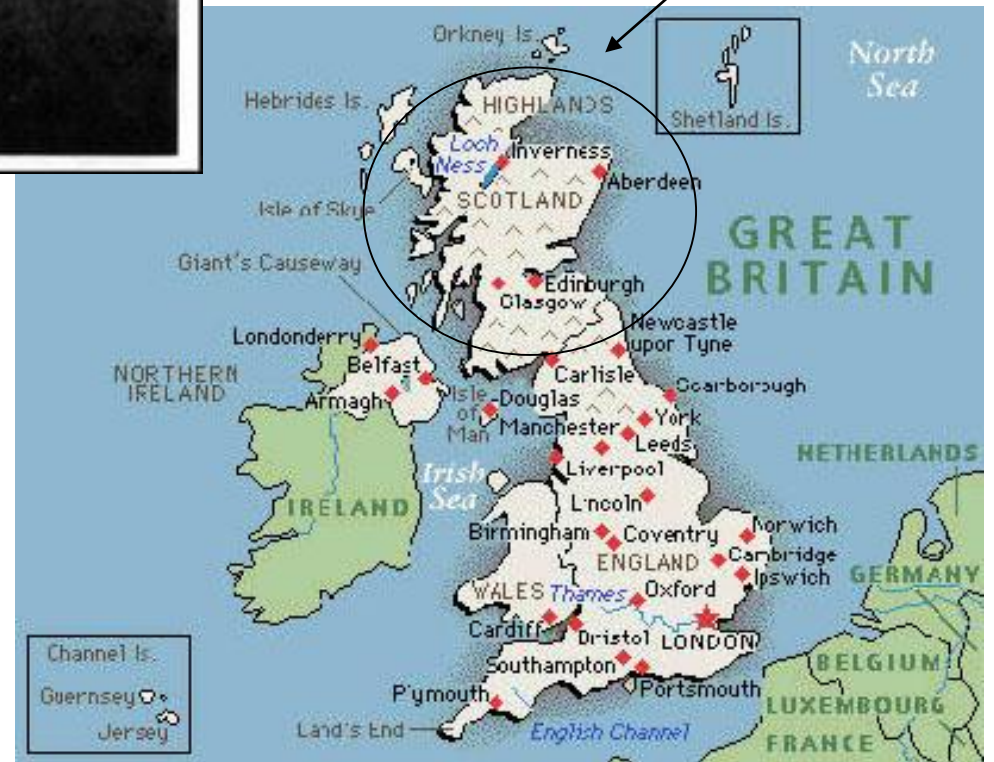 Orkney Is.
North
Sea
Hebrides Is.
HIGHLANDS
Shetland Is.
Loch
Ness
Inverness
Aberdeen
Isle of Skye
SCOTLAND
GREAT
BRITAIN
Giant's Causeway
Edinburgh
Glasgow
Newcastle
upon Tyne
Londonderry
Belfast
NORTHERN
IRELAND
Armagh
Carlisle
Scarborough
Isle
of
Man
Douglas
York
Manchester
Leeds
NETHERLANDS
Liverpool
Irish
Sea
Lincoln
IRELAND
Birmingham
Coventry
Norwich
ENGLAND
Cambridge
Ipswich
GERMANY
WALES
Thames
Oxford
Cardiff
Bristol
LONDON
Channel Is.
Southampton
BELGIUM
Guernsey
Plymouth
Portsmouth
LUXEMBOURG
Jersey
Land's End
English Channel
FRANCE